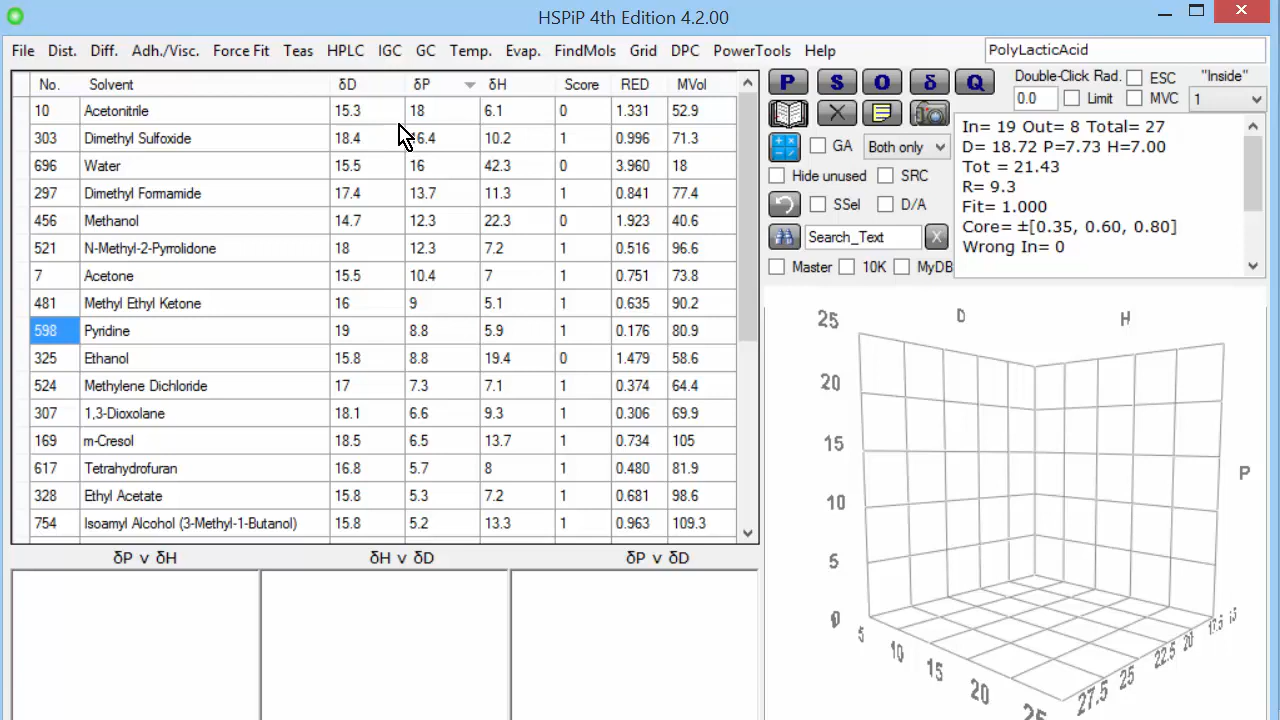 HSPiP 4th Edition 4.2.00
File Dist. Diff. Adh./Visc. Force Fit Teas HPLC IGC GC Temp. Evap. FindMols Grid DPC PowerTools Help
PolyLacticAcid
No. Solvent δD δP δH Score RED MVol
10 Acetonitrile 15.3 18 6.1 0 1.331 52.9
303 Dimethyl Sulfoxide 18.4 16.4 10.2 1 0.996 71.3
696 Water 15.5 16 42.3 0 3.960 18
297 Dimethyl Formamide 17.4 13.7 11.3 1 0.841 77.4
456 Methanol 14.7 12.3 22.3 0 1.923 40.6
521 N-Methyl-2-Pyrrolidone 18 12.3 7.2 1 0.516 96.6
7 Acetone 15.5 10.4 7 1 0.751 73.8
481 Methyl Ethyl Ketone 16 9 5.1 1 0.635 90.2
598 Pyridine 19 8.8 5.9 1 0.176 80.9
325 Ethanol 15.8 8.8 19.4 0 1.479 58.6
524 Methylene Dichloride 17 7.3 7.1 1 0.374 64.4
307 1,3-Dioxolane 18.1 6.6 9.3 1 0.306 69.9
169 m-Cresol 18.5 6.5 13.7 1 0.734 105
617 Tetrahydrofuran 16.8 5.7 8 1 0.480 81.9
328 Ethyl Acetate 15.8 5.3 7.2 1 0.681 98.6
754 Isoamyl Alcohol (3-Methyl-1-Butanol) 15.8 5.2 13.3 1 0.963 109.3
δP v δH δH v δD δP v δD
P S O δ Q
Double-Click Rad. ESC "Inside"
0.0 Limit MVC 1
GA Both only
Hide unused SRC
SSel D/A
Search_Text X
Master 10K MyDB
In= 19 Out= 8 Total= 27
D= 18.72 P=7.73 H=7.00
Tot = 21.43
R= 9.3
Fit= 1.000
Core= ±[0.35, 0.60, 0.80]
Wrong In= 0
D H
25
20
15
10
5
0
P
5 10 15 20 25
27.5 25 22.5 20 17.5 15